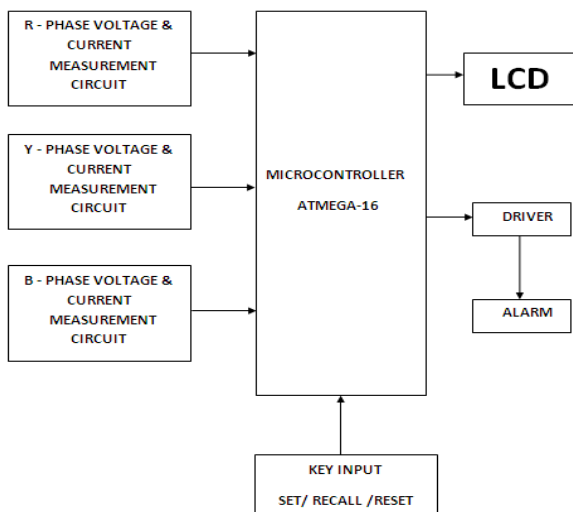 R - PHASE VOLTAGE &
CURRENT
MEASUREMENT
CIRCUIT
Y - PHASE VOLTAGE &
CURRENT
MEASUREMENT
CIRCUIT
B - PHASE VOLTAGE &
CURRENT
MEASUREMENT
CIRCUIT
MICROCONTROLLER
ATMEGA-16
LCD
DRIVER
ALARM
KEY INPUT
SET/ RECALL /RESET